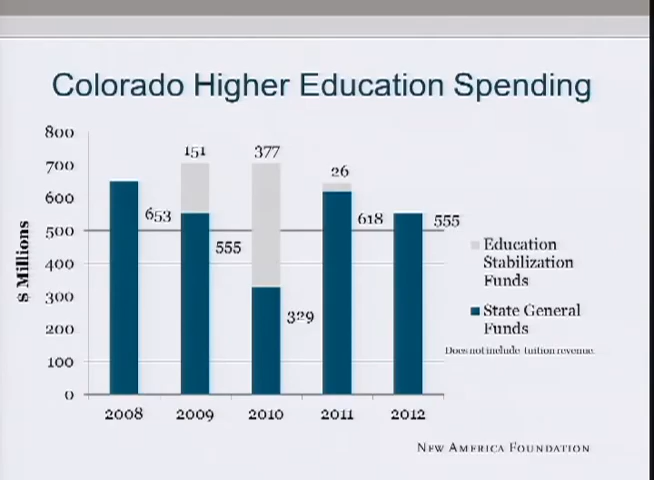 Colorado Higher Education Spending
800
700
600
500
400
300
200
100
0
$ Millions
653
151
555
377
329
26
618
555
2008 2009 2010 2011 2012
Education
Stabilization
Funds
State General
Funds
Does not include tuition revenue.
New America Foundation